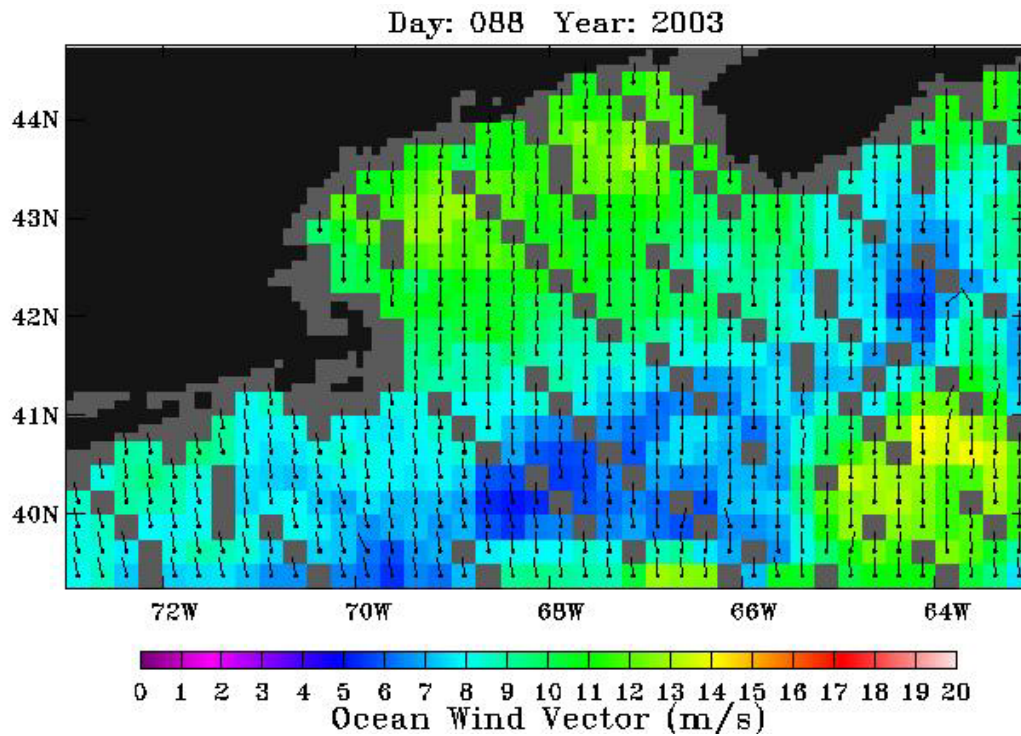 Day: 088 Year: 2003
44N
43N
42N
41N
40N
72W 70W 68W 66W 64W
0 1 2 3 4 5 6 7 8 9 10 11 12 13 14 15 16 17 18 19 20
Ocean Wind Vector (m/s)